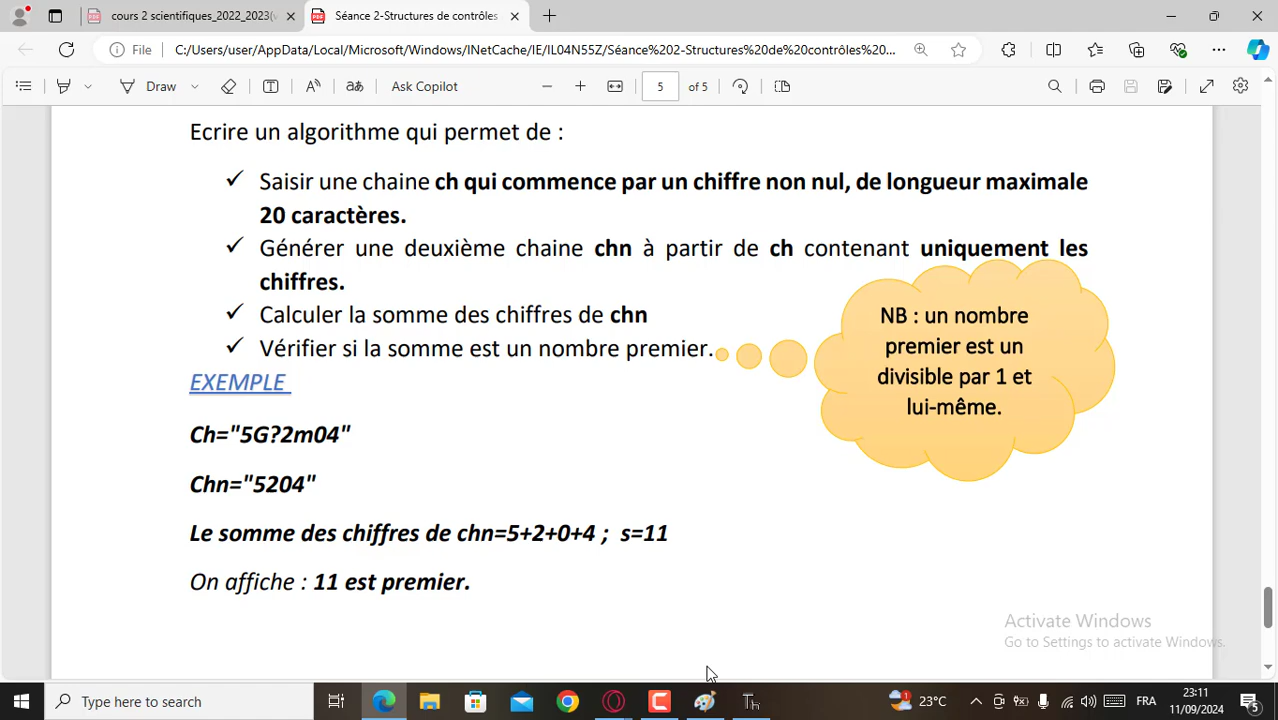 cours 2 scientifiques_2022_2023(
Séance 2-Structures de contrôles
File
C:/Users/user/AppData/Local/Microsoft/Windows/INetCache/IE/IL04N55Z/Séance%202-Structures%20de%20contrôles%20...
Draw
Ask Copilot
5
of 5
Ecrire un algorithme qui permet de :
✓ Saisir une chaine ch qui commence par un chiffre non nul, de longueur maximale
20 caractères.
✓ Générer une deuxième chaine chn à partir de ch contenant uniquement les
chiffres.
✓ Calculer la somme des chiffres de chn
✓ Vérifier si la somme est un nombre premier.
NB : un nombre
premier est un
divisible par 1 et
lui-même.
EXEMPLE
Ch="5G?2m04"
Chn="5204"
Le somme des chiffres de chn=5+2+0+4 ; s=11
On affiche : 11 est premier.
Activate Windows
Go to Settings to activate Windows.
Type here to search
Th
1
23°C
FRA
23:11
11/09/2024
5